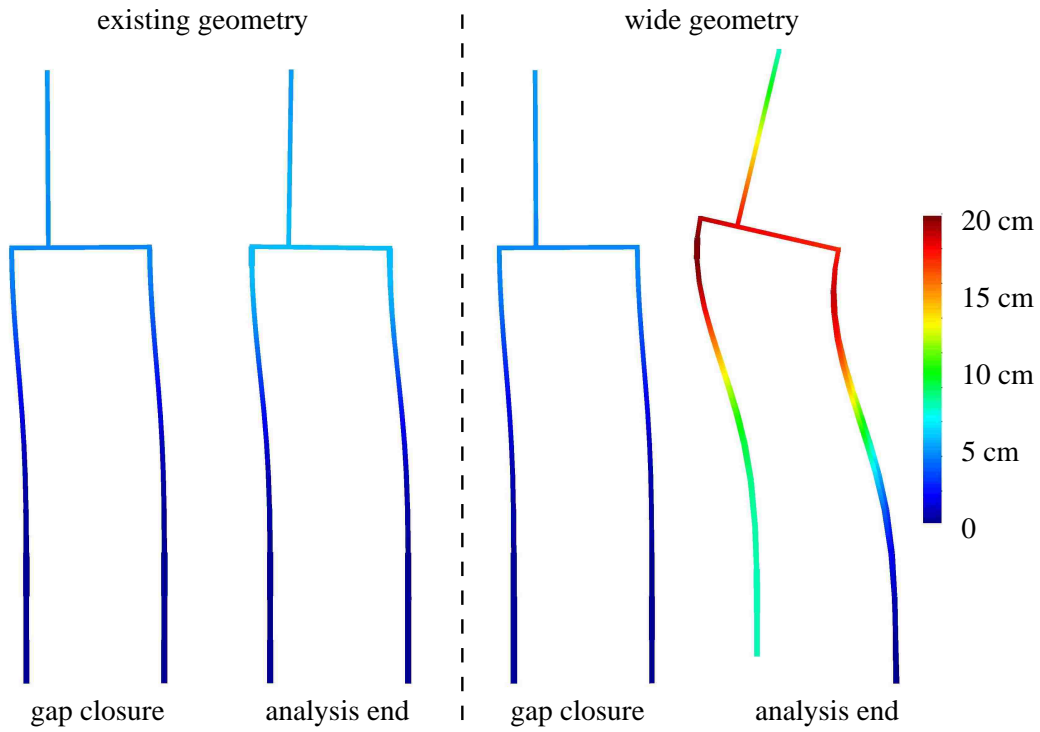 existing geometry
wide geometry
20 cm
15 cm
10 cm
5 cm
0
gap closure
analysis end
gap closure
analysis end